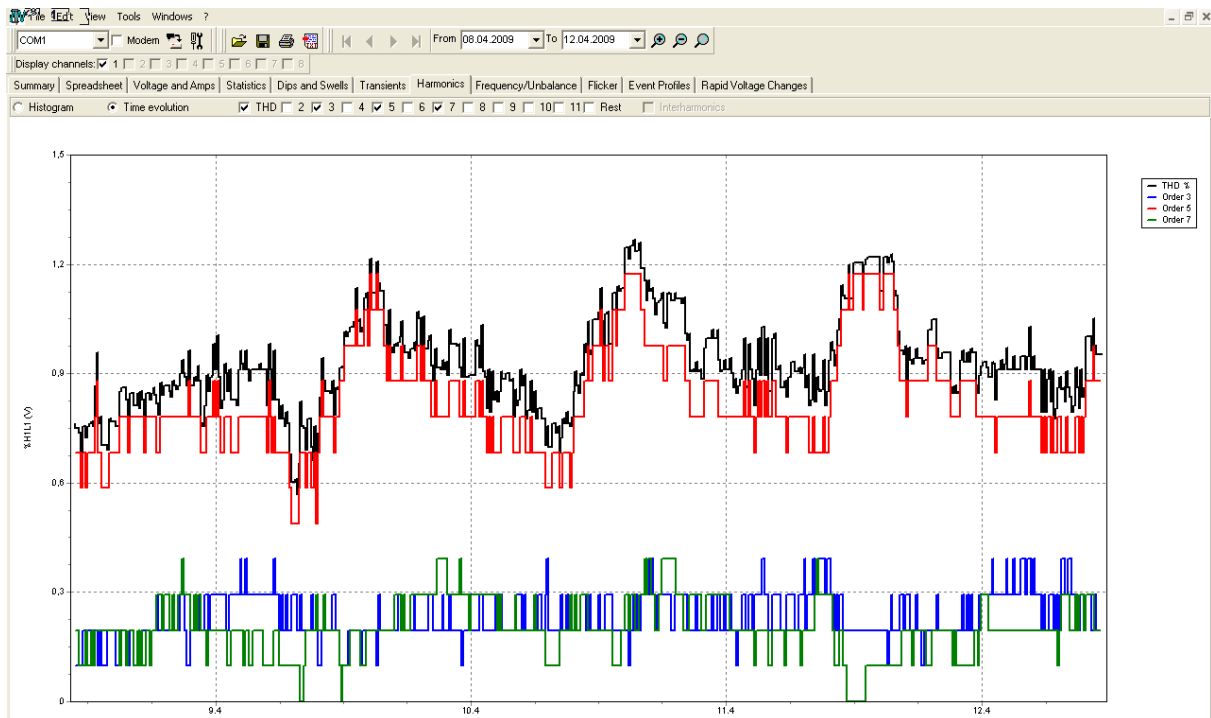 File Edit View Tools Windows ?
COM1 Modem From 08.04.2009 To 12.04.2009
Display channels: 1 2 3 4 5 6 7 8
Summary Spreadsheet Voltage and Amps Statistics Dips and Swells Transients Harmonics Frequency/Unbalance Flicker Event Profiles Rapid Voltage Changes
Histogram Time evolution THD 2 3 4 5 6 7 8 9 10 11 Rest Interharmonics
1,5
THD %
Order 3
Order 5
Order 7
1,2
0,9
%H1L1 (V)
0,6
0,3
0
9.4 10.4 11.4 12.4